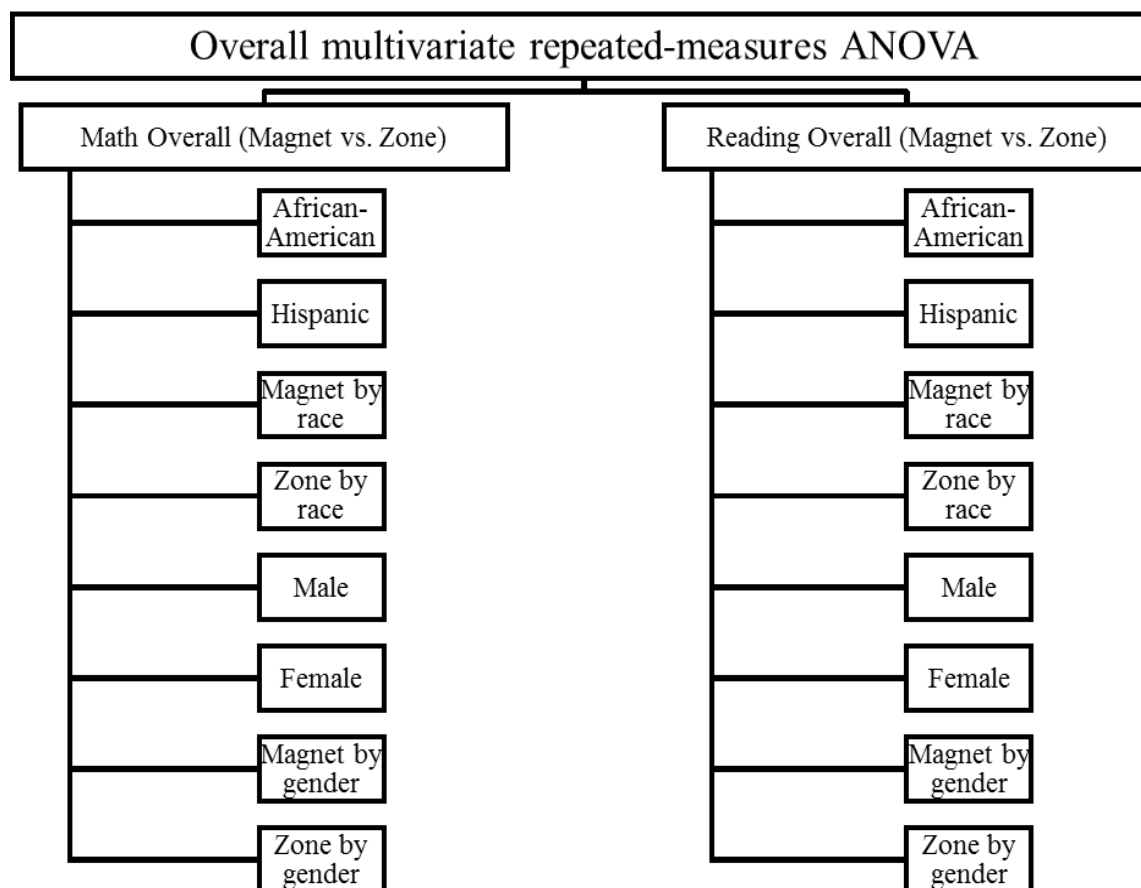 Overall multivariate repeated-measures ANOVA
Math Overall (Magnet vs. Zone)
African-
American
Hispanic
Magnet by
race
Zone by
race
Male
Female
Magnet by
gender
Zone by
gender
Reading Overall (Magnet vs. Zone)
African-
American
Hispanic
Magnet by
race
Zone by
race
Male
Female
Magnet by
gender
Zone by
gender